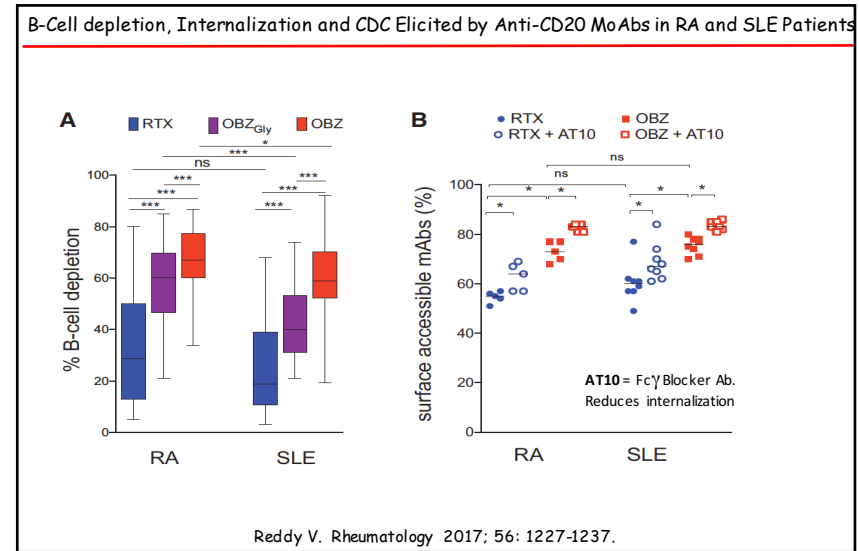 B-Cell depletion, Internalization and CDC Elicited by Anti-CD20 MoAbs in RA and SLE Patients
A
RTX OBZGly OBZ
*
***
ns
***
***
***
***
***
***
% B-cell depletion
100
80
60
40
20
0
RA SLE
B
RTX OBZ
RTX + AT10 OBZ + AT10
ns
ns
* *
* * * *
surface accessible mAbs (%)
100
80
60
40
20
0
AT10 = Fcγ Blocker Ab.
Reduces internalization
RA SLE
Reddy V. Rheumatology 2017; 56: 1227-1237.